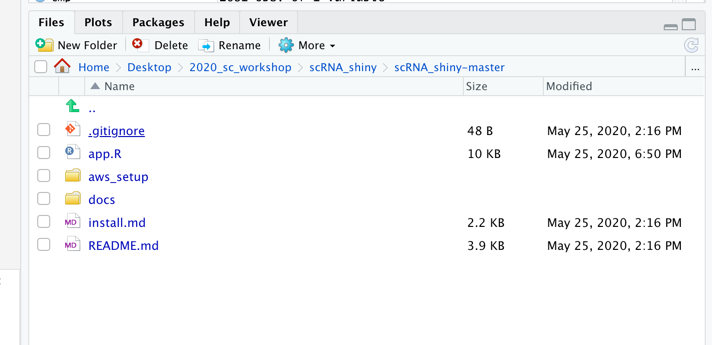 Files Plots Packages Help Viewer
New Folder Delete Rename More
Home Desktop 2020_sc_workshop scRNA_shiny scRNA_shiny-master ...
Name Size Modified
..
.gitignore 48 B May 25, 2020, 2:16 PM
R app.R 10 KB May 25, 2020, 6:50 PM
aws_setup
docs
MD install.md 2.2 KB May 25, 2020, 2:16 PM
MD README.md 3.9 KB May 25, 2020, 2:16 PM